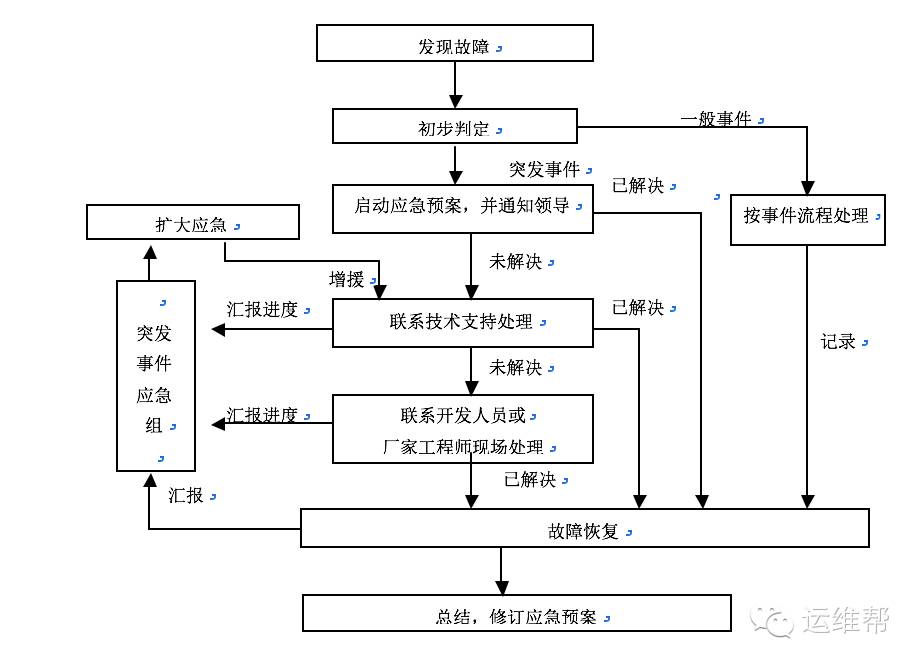 发现故障
初步判定
一般事件
突发事件
已解决
启动应急预案，并通知领导
按事件流程处理
扩大应急
未解决
增援
汇报进度
已解决
联系技术支持处理
突发
事件
应急
组
记录
未解决
汇报进度
联系开发人员或
厂家工程师现场处理
已解决
汇报
故障恢复
总结，修订应急预案
运维帮